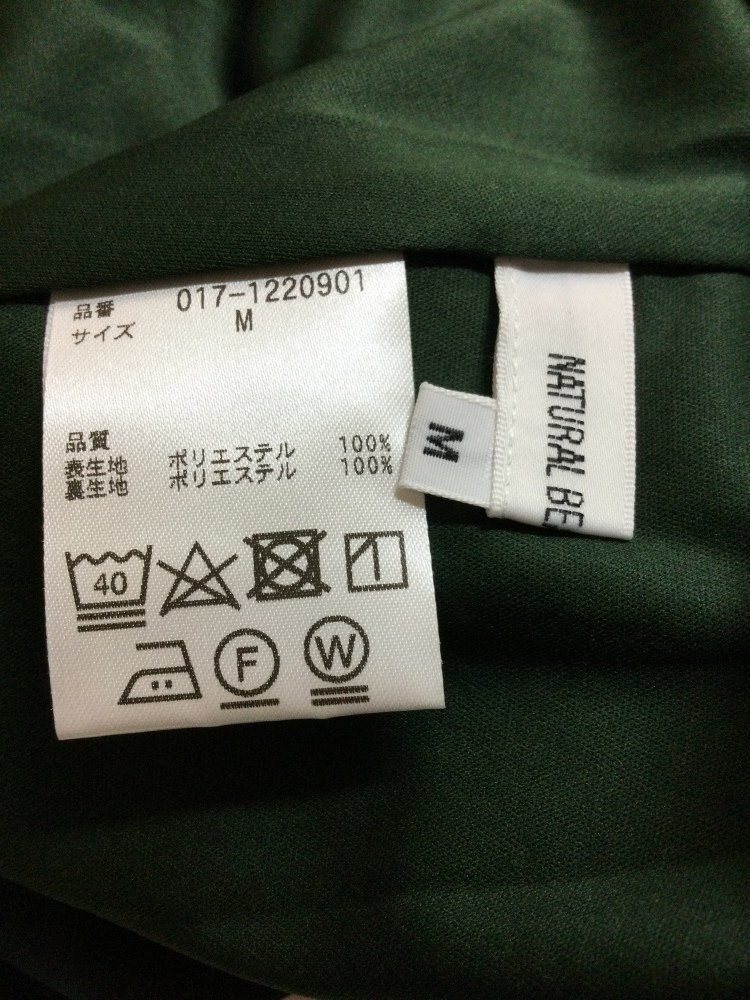 品番 017-1220901
サイズ M
品質
表生地 ポリエステル 100%
裏生地 ポリエステル 100%
40
F
W
M
NATURAL BE